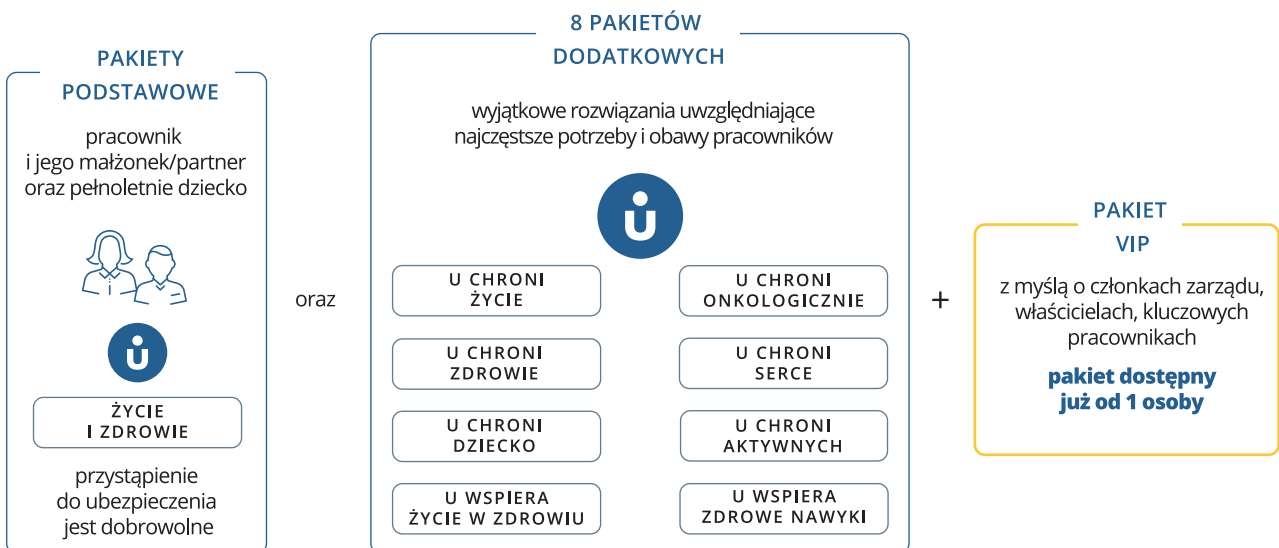 PAKIETY
PODSTAWOWE
pracownik
i jego małżonek/partner
oraz pełnoletnie dziecko
u
ŻYCIE
I ZDROWIE
przystąpienie
do ubezpieczenia
jest dobrowolne
oraz
8 PAKIETÓW
DODATKOWYCH
wyjątkowe rozwiązania uwzględniające
najczęstsze potrzeby i obawy pracowników
u
U CHRONI
ŻYCIE
U CHRONI
ONKOLOGICZNIE
U CHRONI
ZDROWIE
U CHRONI
SERCE
U CHRONI
DZIECKO
U CHRONI
AKTYWNYCH
U WSPIERA
ŻYCIE W ZDROWIU
U WSPIERA
ZDROWE NAWYKI
+
PAKIET
VIP
z myślą o członkach zarządu,
właścicielach, kluczowych
pracownikach
pakiet dostępny
już od 1 osoby